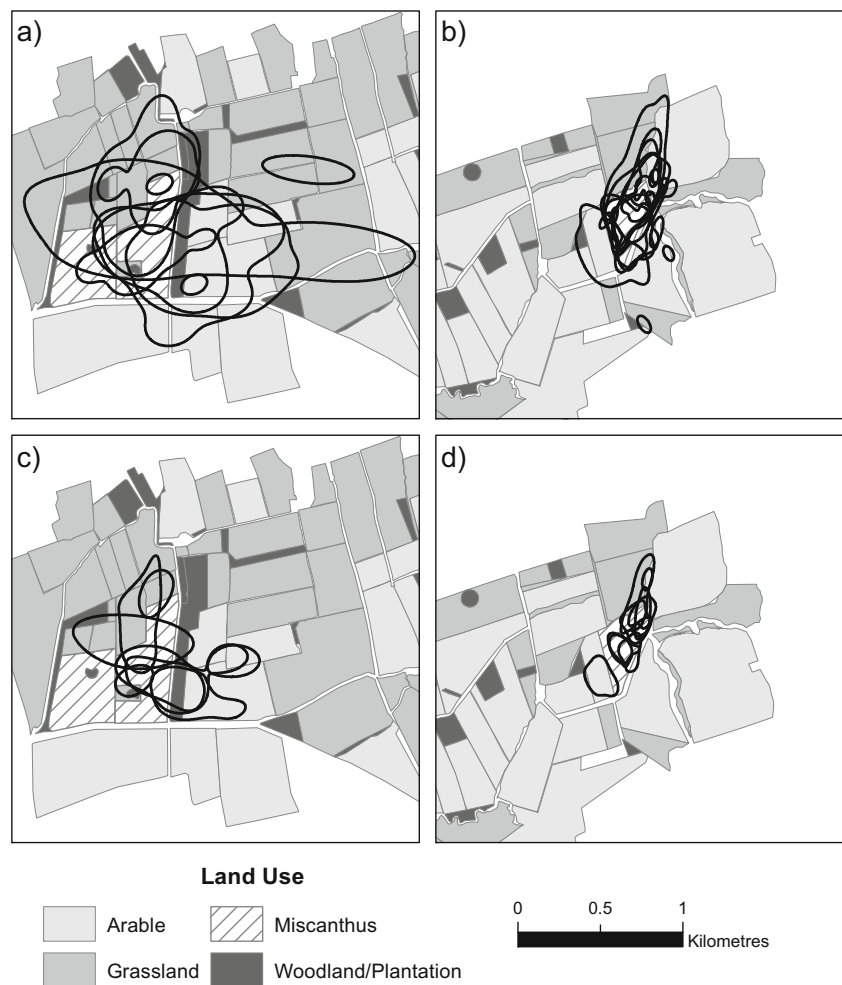 a)
b)
c)
d)
Land Use
Arable
Miscanthus
Grassland
Woodland/Plantation
0 0.5 1
Kilometres